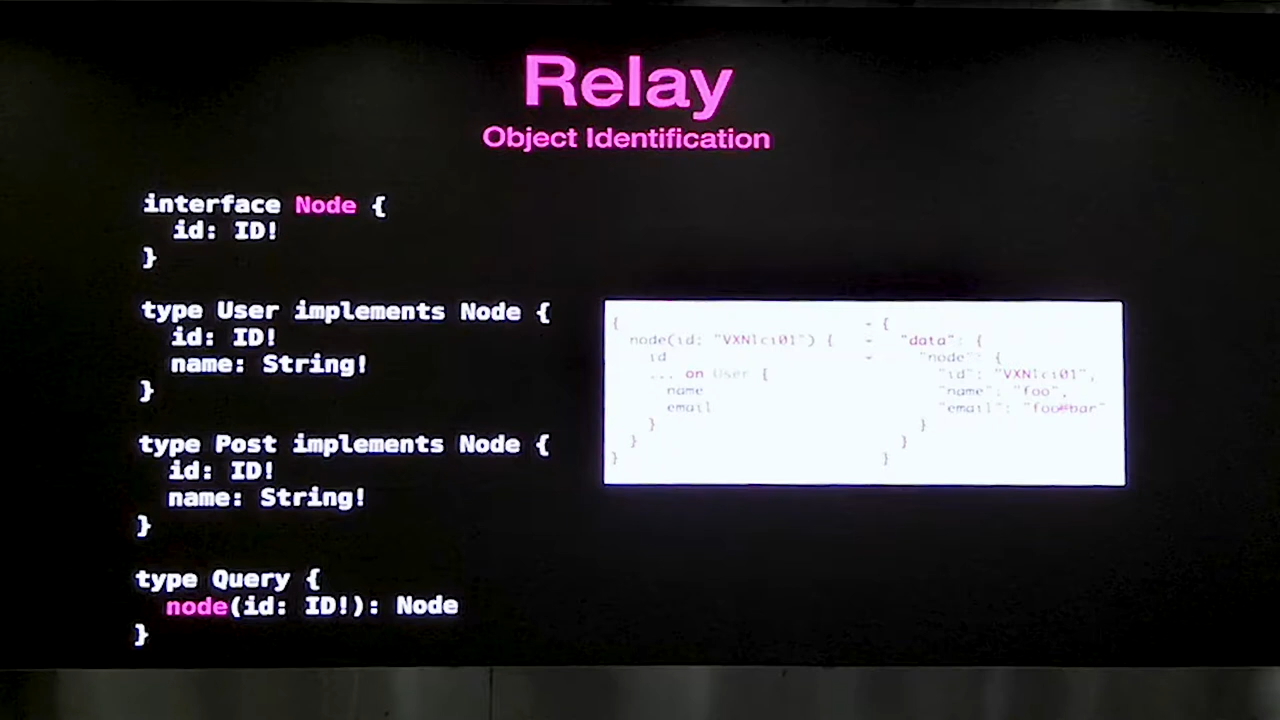 Relay
Object Identification
interface Node {
id: ID!
}
type User implements Node {
id: ID!
name: String!
}
type Post implements Node {
id: ID!
name: String!
}
type Query {
node(id: ID!): Node
}
{
node(id: "VXNlci01") {
id
... on User {
name
email
}
}
}
{
"data": {
"node": {
"id": "VXNlci01",
"name": "foo",
"email": "foo@bar"
}
}
}